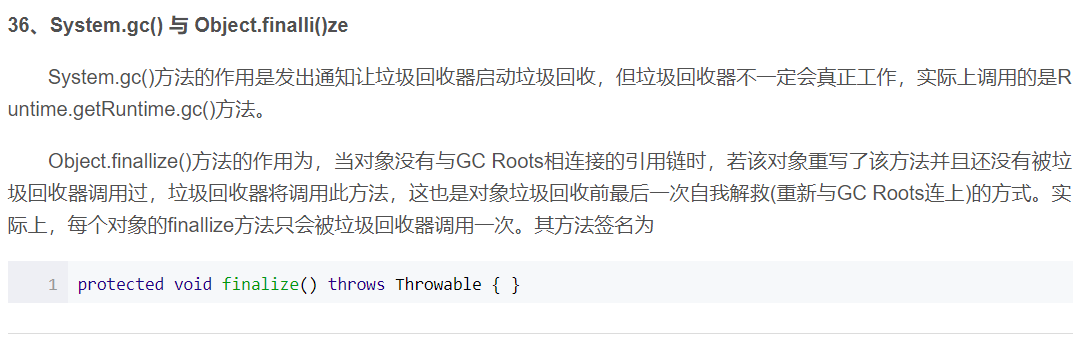 36、System.gc() 与 Object.finalli()ze
System.gc()方法的作用是发出通知让垃圾回收器启动垃圾回收，但垃圾回收器不一定会真正工作，实际上调用的是R
untime.getRuntime.gc()方法。
Object.finallize()方法的作用为，当对象没有与GC Roots相连接的引用链时，若该对象重写了该方法并且还没有被垃
圾回收器调用过，垃圾回收器将调用此方法，这也是对象垃圾回收前最后一次自我解救(重新与GC Roots连上)的方式。实
际上，每个对象的finallize方法只会被垃圾回收器调用一次。其方法签名为
1 protected void finalize() throws Throwable { }